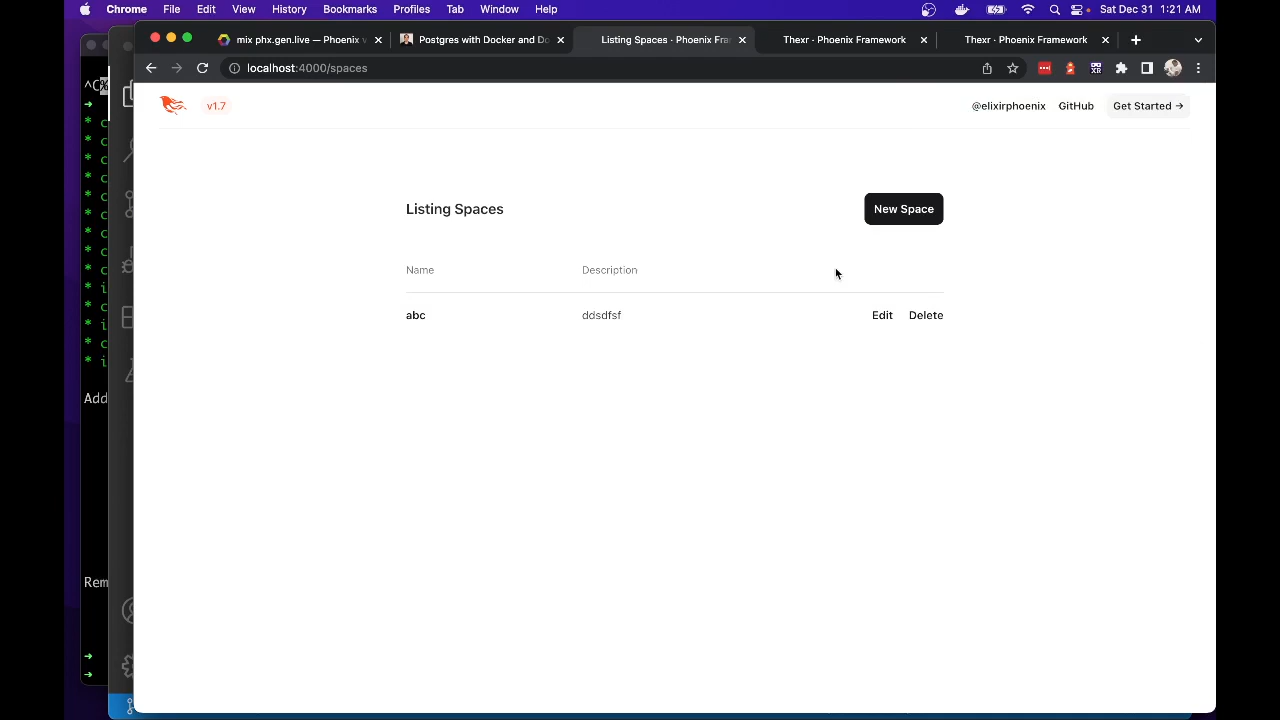 Chrome File Edit View History Bookmarks Profiles Tab Window Help Sat Dec 31 1:21 AM
mix phx.gen.live — Phoenix v
Postgres with Docker and Do
Listing Spaces · Phoenix Fra
Thexr · Phoenix Framework
Thexr · Phoenix Framework
localhost:4000/spaces
v1.7
@elixirphoenix GitHub Get Started →
Listing Spaces
New Space
Name Description
abc ddsdfsf Edit Delete
^C%
* c
* c
* c
* c
* c
* c
* c
* c
* c
* i
* c
* i
* c
* i
Add
Rem